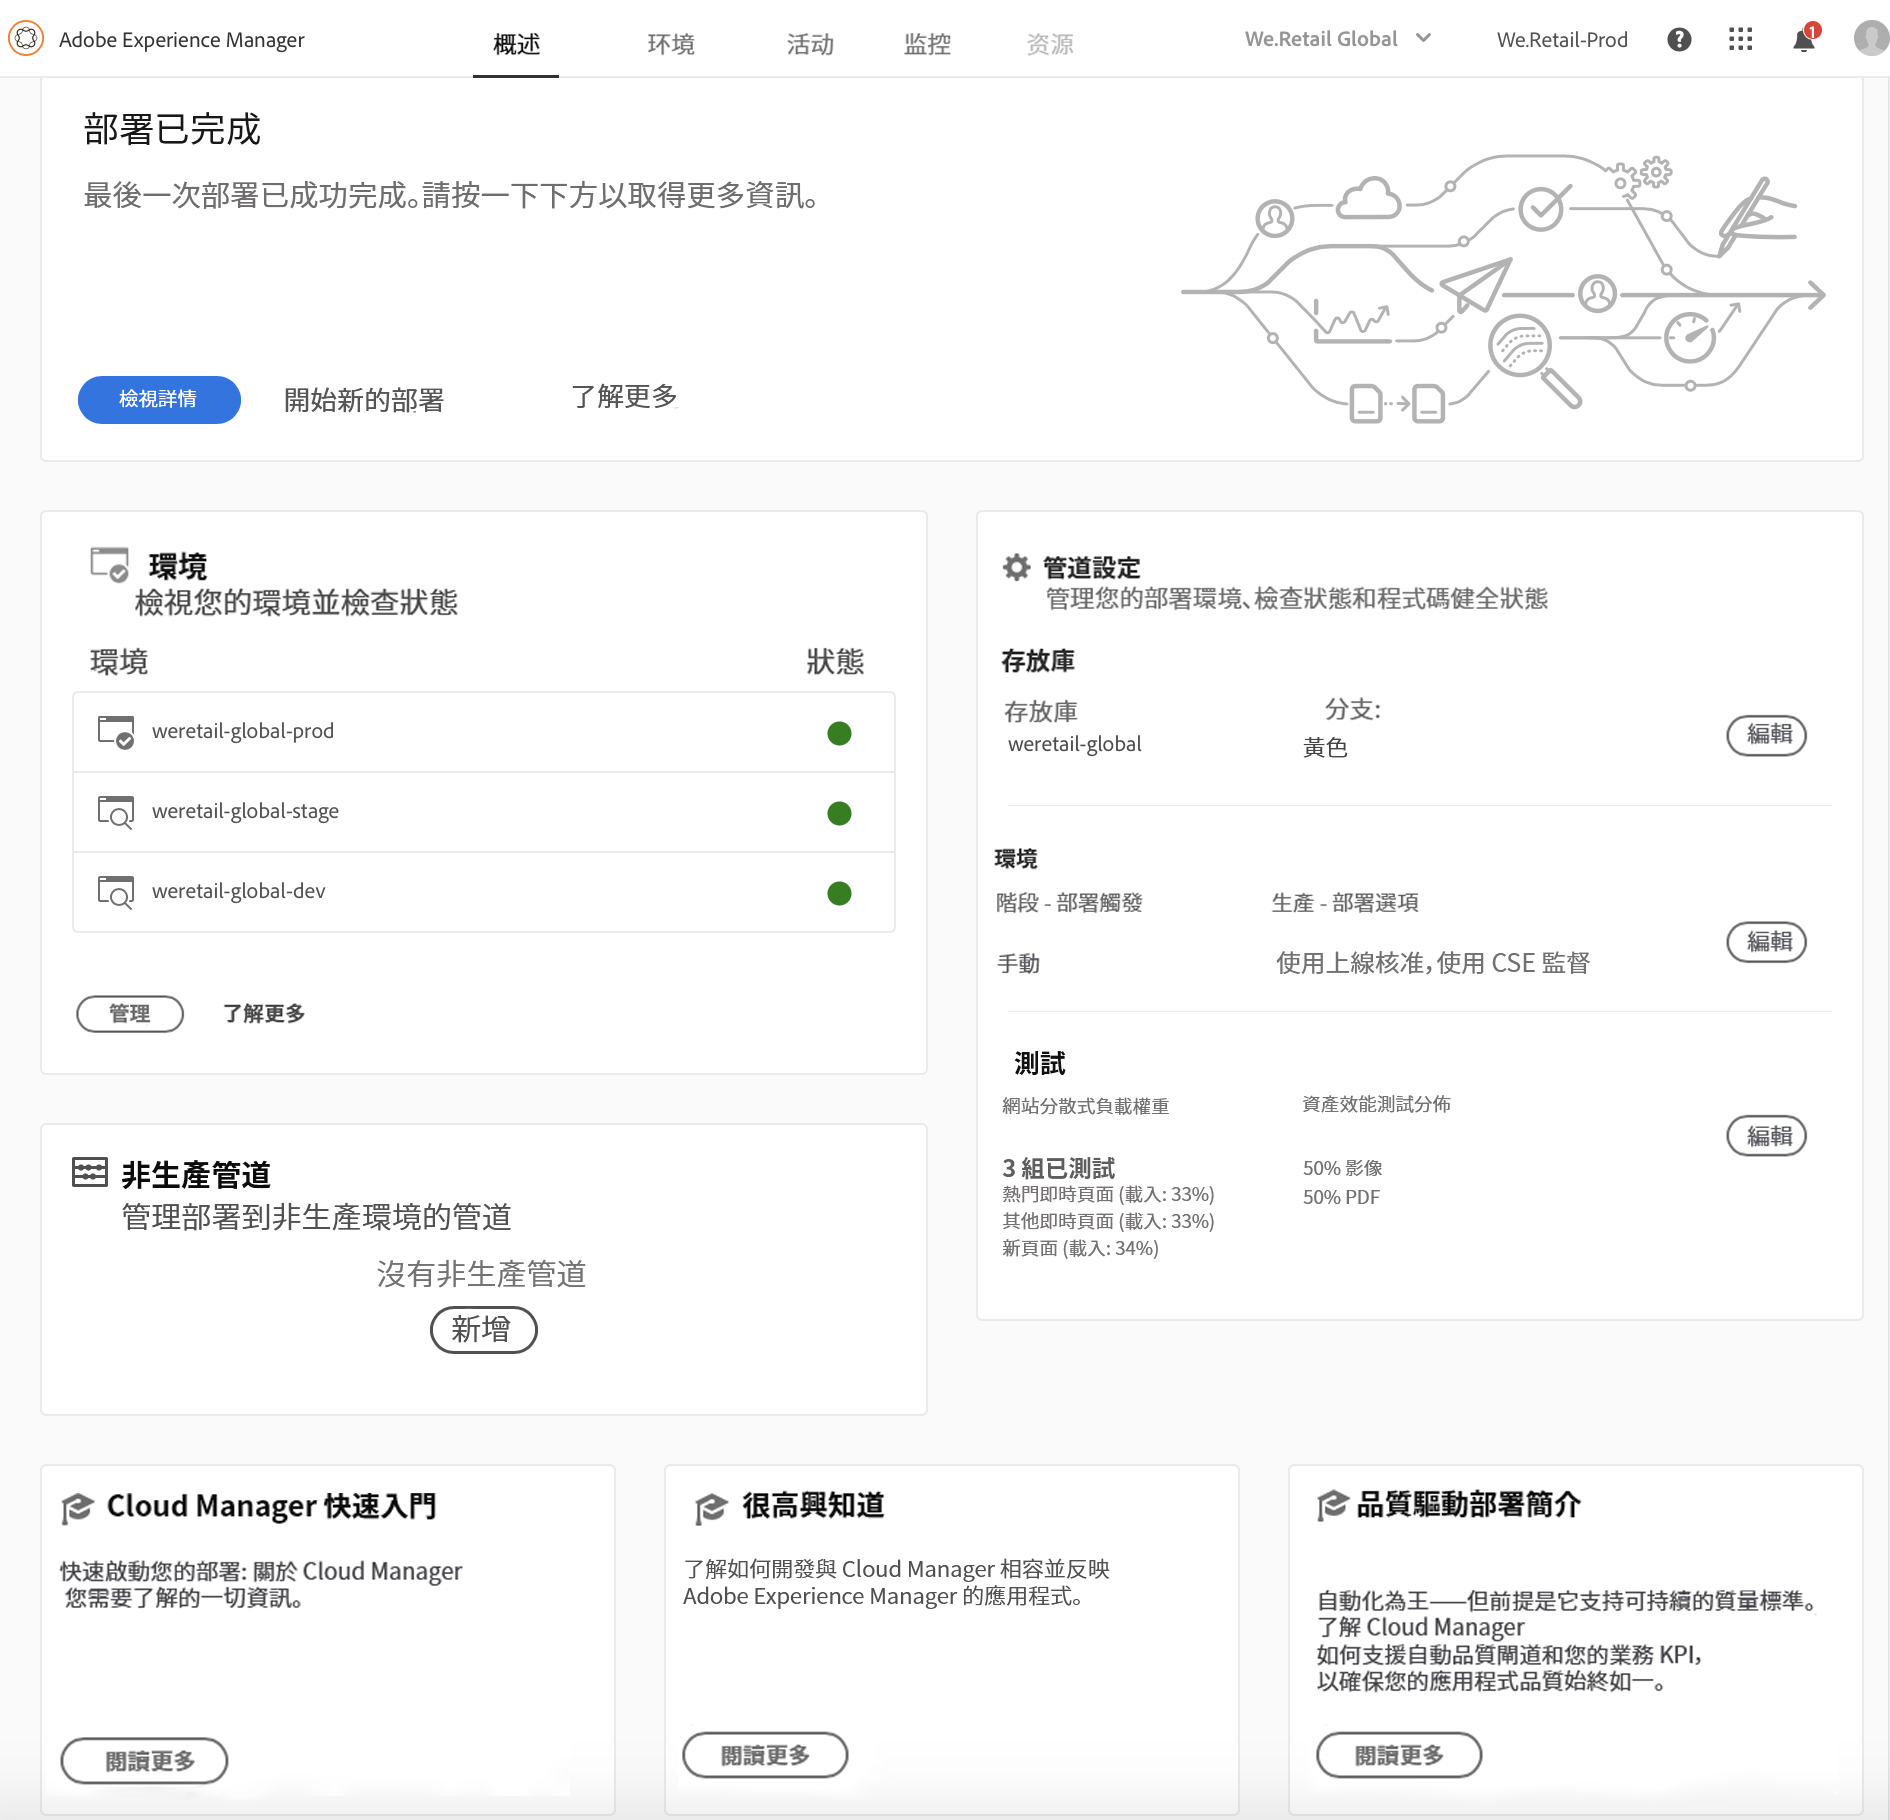 Adobe Experience Manager
概述
环境
活动
监控
资源
We.Retail Global
We.Retail-Prod
1
部署已完成
最後一次部署已成功完成。請按一下下方以取得更多資訊。
檢視詳情
開始新的部署
了解更多
環境
檢視您的環境並檢查狀態
環境
狀態
weretail-global-prod
weretail-global-stage
weretail-global-dev
管理
了解更多
管道設定
管理您的部署環境、檢查狀態和程式碼健全狀態
存放庫
存放庫
分支:
weretail-global
黃色
編輯
環境
階段 - 部署觸發
生產 - 部署選項
手動
使用上線核准，使用 CSE 監督
編輯
測試
網站分散式負載權重
資產效能測試分佈
編輯
3 組已測試
熱門即時頁面 (載入: 33%)
其他即時頁面 (載入: 33%)
新頁面 (載入: 34%)
50% 影像
50% PDF
非生產管道
管理部署到非生產環境的管道
沒有非生產管道
新增
Cloud Manager 快速入門
快速啟動您的部署: 關於 Cloud Manager
您需要了解的一切資訊。
閱讀更多
很高興知道
了解如何開發與 Cloud Manager 相容並反映
Adobe Experience Manager 的應用程式。
閱讀更多
品質驅動部署簡介
自動化為王——但前提是它支持可持續的質量標準。
了解 Cloud Manager
如何支援自動品質閘道和您的業務 KPI，
以確保您的應用程式品質始終如一。
閱讀更多